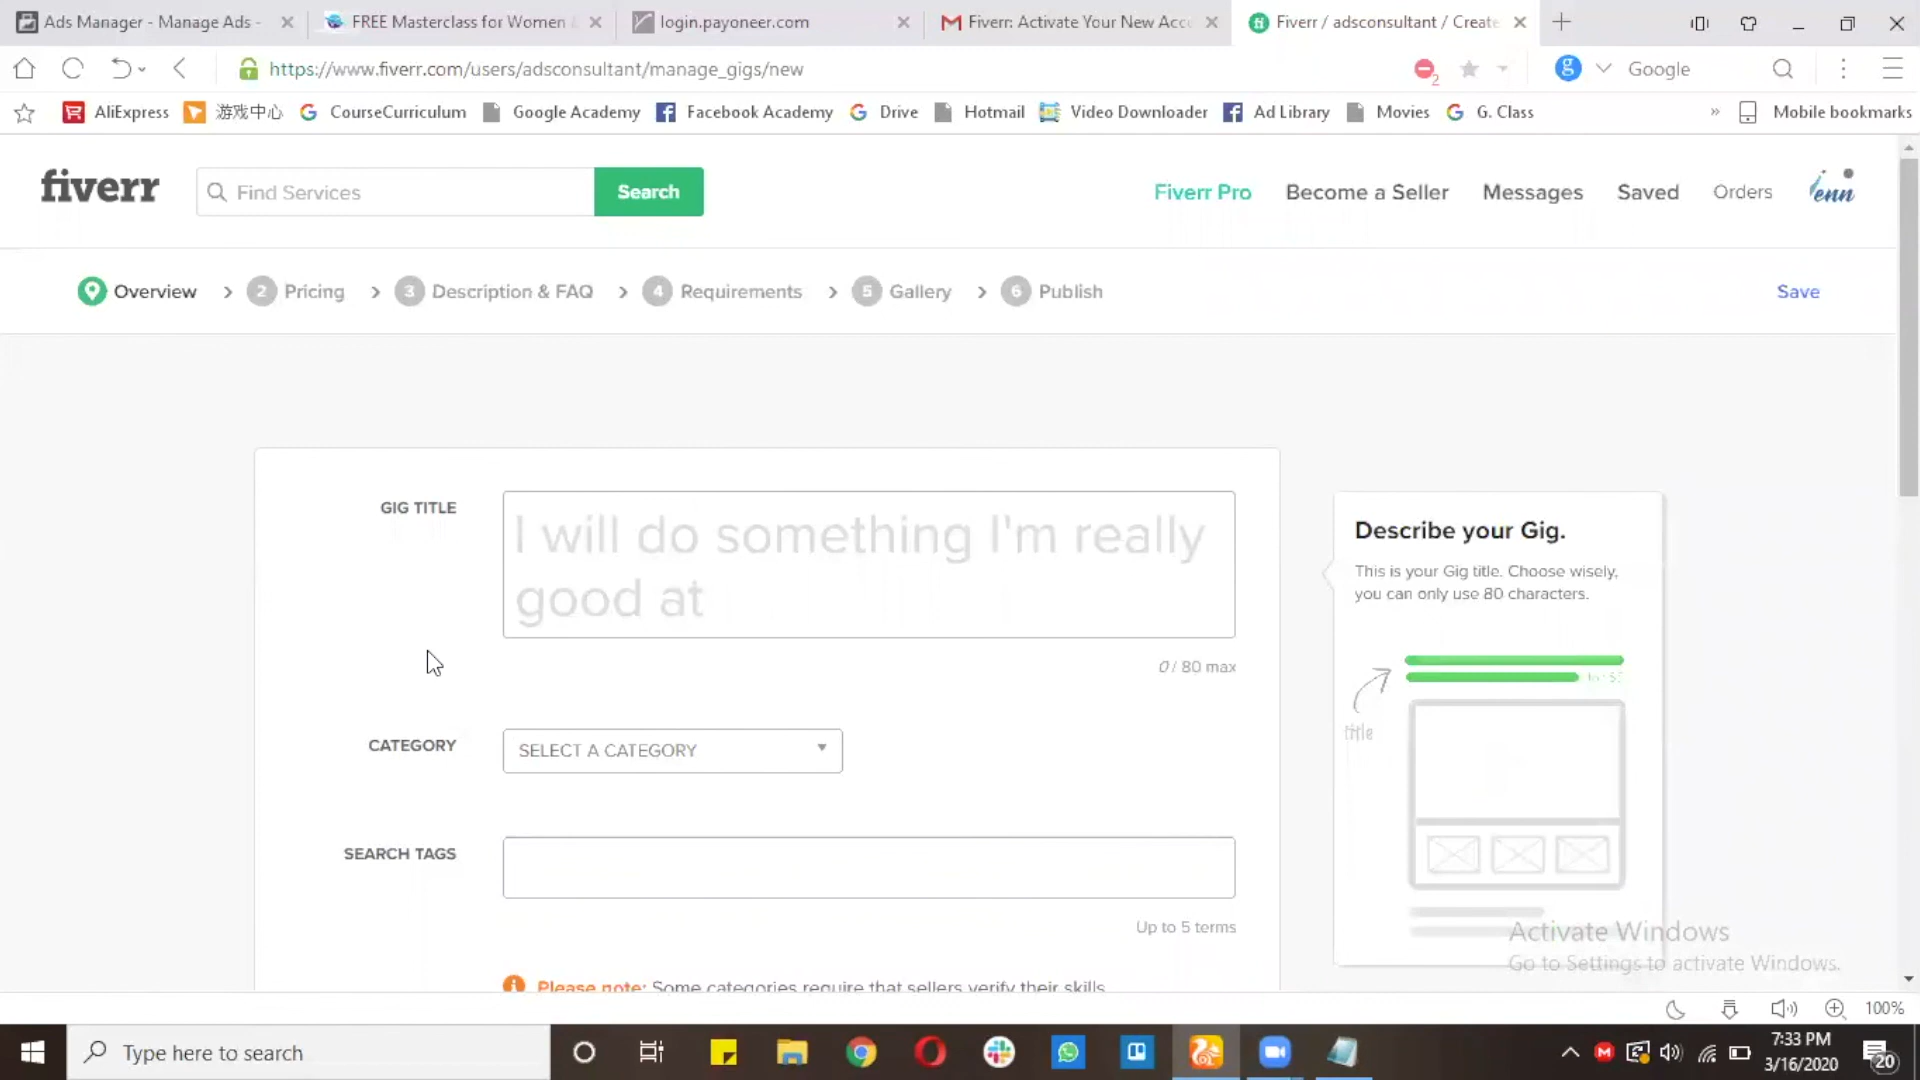 Ads Manager - Manage Ads -
FREE Masterclass for Women
login.payoneer.com
Fiverr: Activate Your New Acc
Fiverr / adsconsultant / Create
https://www.fiverr.com/users/adsconsultant/manage_gigs/new
2
g
Google
AliExpress
游戏中心
CourseCurriculum
Google Academy
Facebook Academy
Drive
Hotmail
Video Downloader
Ad Library
Movies
G. Class
»
Mobile bookmarks
fiverr
Find Services
Search
Fiverr Pro
Become a Seller
Messages
Saved
Orders
Jenn
Overview > 2 Pricing > 3 Description & FAQ > 4 Requirements > 5 Gallery > 6 Publish
Save
GIG TITLE
I will do something I'm really
good at
0 / 80 max
Describe your Gig.
This is your Gig title. Choose wisely,
you can only use 80 characters.
title
CATEGORY
SELECT A CATEGORY
SEARCH TAGS
Up to 5 terms
Please note: Some categories require that sellers verify their skills.
Activate Windows
Go to Settings to activate Windows.
100%
Type here to search
7:33 PM
3/16/2020
20